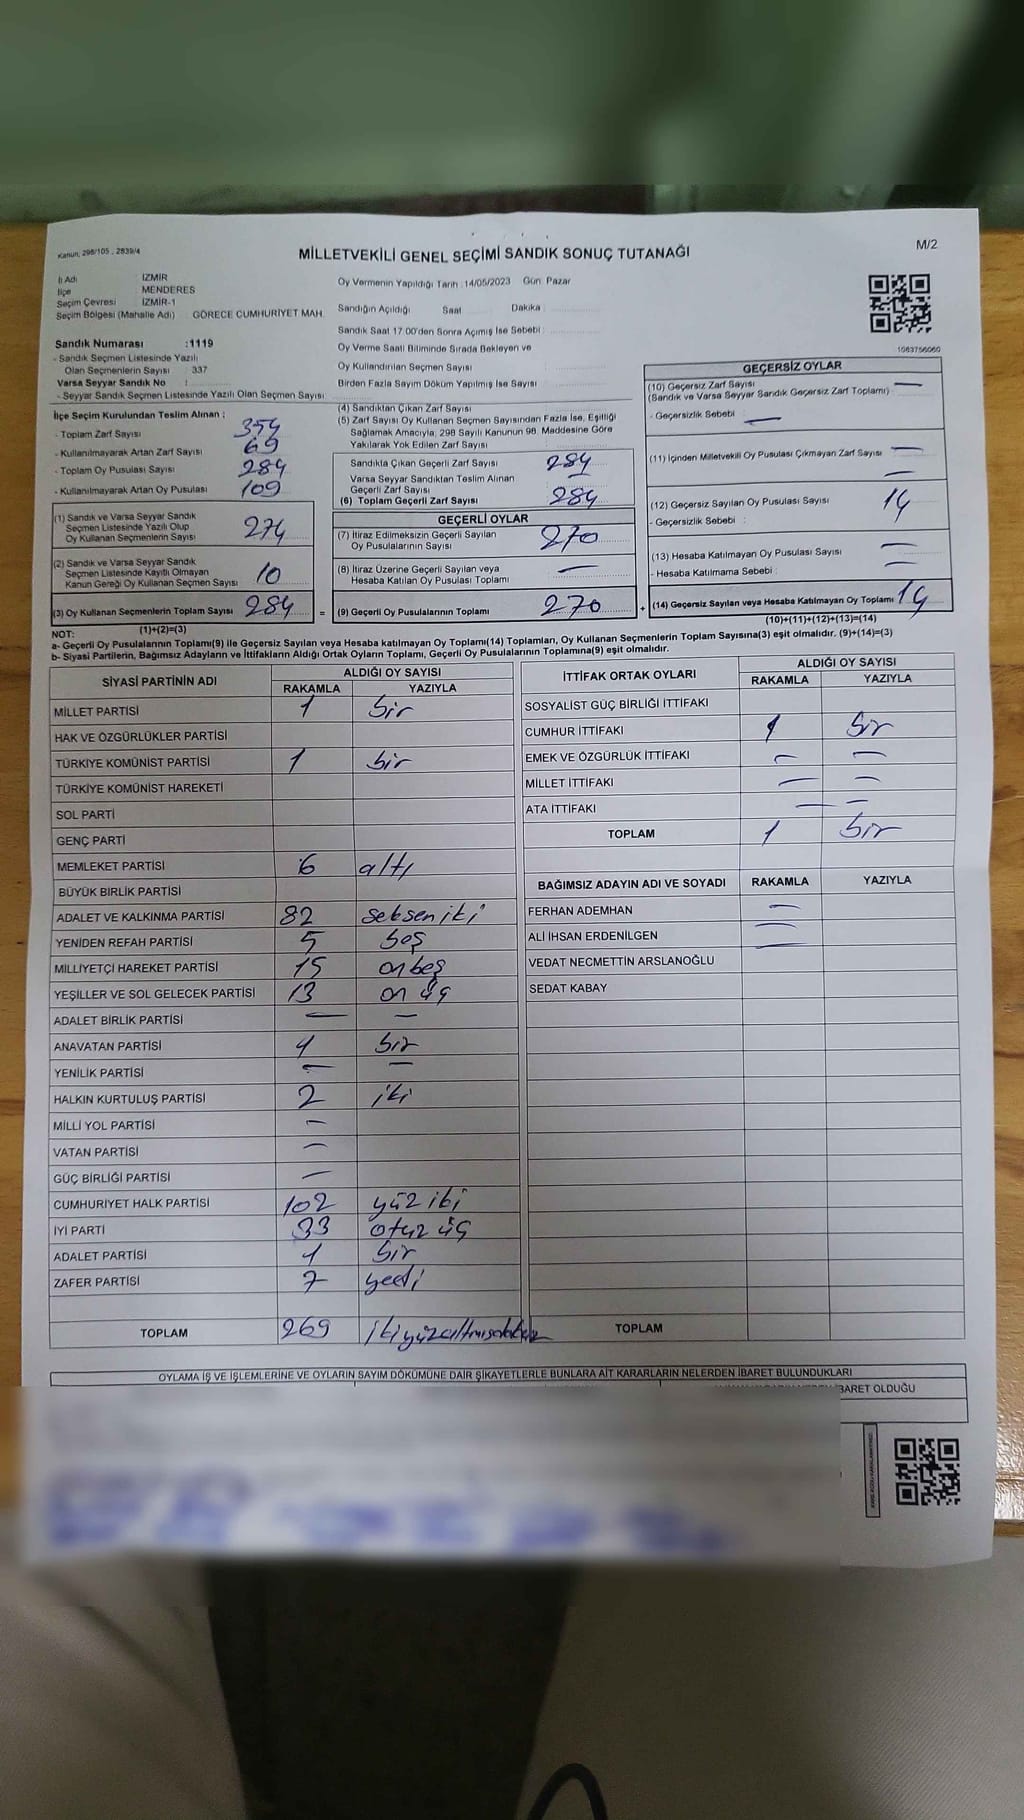 Kanun: 298/105 , 2839/4
MİLLETVEKİLİ GENEL SEÇİMİ SANDIK SONUÇ TUTANAĞI
M/2
İl Adı : İZMİR
İlçe : MENDERES
Seçim Çevresi : İZMİR-1
Seçim Bölgesi (Mahalle Adı) : GÖRECE CUMHURİYET MAH.
Oy Vermenin Yapıldığı Tarih :14/05/2023 Gün: Pazar
Sandığın Açıldığı Saat Dakika :
Sandık Saat 17:00'den Sonra Açılmış İse Sebebi :
Oy Verme Saati Bitiminde Sırada Bekleyen ve
Oy Kullandırılan Seçmen Sayısı :
Birden Fazla Sayım Döküm Yapılmış İse Sayısı :
Sandık Numarası :1119
- Sandık Seçmen Listesinde Yazılı
Olan Seçmenlerin Sayısı : 337
Varsa Seyyar Sandık No :
- Seyyar Sandık Seçmen Listesinde Yazılı Olan Seçmen Sayısı :
İlçe Seçim Kurulundan Teslim Alınan :
- Toplam Zarf Sayısı 354
- Kullanılmayarak Artan Zarf Sayısı 69
- Toplam Oy Pusulası Sayısı 284
- Kullanılmayarak Artan Oy Pusulası 109
(1) Sandık ve Varsa Seyyar Sandık
Seçmen Listesinde Yazılı Olup
Oy Kullanan Seçmenlerin Sayısı 274
(2) Sandık ve Varsa Seyyar Sandık
Seçmen Listesinde Kayıtlı Olmayan
Kanun Gereği Oy Kullanan Seçmen Sayısı 10
(3) Oy Kullanan Seçmenlerin Toplam Sayısı 284 =
(1)+(2)=(3)
(4) Sandıktan Çıkan Zarf Sayısı
(5) Zarf Sayısı Oy Kullanan Seçmen Sayısından Fazla İse, Eşitliği
Sağlamak Amacıyla, 298 Sayılı Kanunun 98. Maddesine Göre
Yakılarak Yok Edilen Zarf Sayısı
Sandıkta Çıkan Geçerli Zarf Sayısı 284
Varsa Seyyar Sandıktan Teslim Alınan
Geçerli Zarf Sayısı —
(6) Toplam Geçerli Zarf Sayısı 284
GEÇERLİ OYLAR
(7) İtiraz Edilmeksizin Geçerli Sayılan
Oy Pusulalarının Sayısı 270
(8) İtiraz Üzerine Geçerli Sayılan veya
Hesaba Katılan Oy Pusulası Toplamı —
(9) Geçerli Oy Pusulalarının Toplamı 270 +
1063756060
GEÇERSİZ OYLAR
(10) Geçersiz Zarf Sayısı —
(Sandık ve Varsa Seyyar Sandık Geçersiz Zarf Toplamı)
- Geçersizlik Sebebi : —
(11) İçinden Milletvekili Oy Pusulası Çıkmayan Zarf Sayısı —
—
(12) Geçersiz Sayılan Oy Pusulası Sayısı 14
- Geçersizlik Sebebi :
(13) Hesaba Katılmayan Oy Pusulası Sayısı —
- Hesaba Katılmama Sebebi : —
(14) Geçersiz Sayılan veya Hesaba Katılmayan Oy Toplamı 14
(10)+(11)+(12)+(13)=(14)
NOT:
a- Geçerli Oy Pusulalarının Toplamı(9) ile Geçersiz Sayılan veya Hesaba katılmayan Oy Toplamı(14) Toplamları, Oy Kullanan Seçmenlerin Toplam Sayısına(3) eşit olmalıdır. (9)+(14)=(3)
b- Siyasi Partilerin, Bağımsız Adayların ve İttifakların Aldığı Ortak Oyların Toplamı, Geçerli Oy Pusulalarının Toplamına(9) eşit olmalıdır.
SİYASİ PARTİNİN ADI ALDIĞI OY SAYISI
RAKAMLA YAZIYLA
MİLLET PARTİSİ 1 bir
HAK VE ÖZGÜRLÜKLER PARTİSİ
TÜRKİYE KOMÜNİST PARTİSİ 1 bir
TÜRKİYE KOMÜNİST HAREKETİ
SOL PARTİ
GENÇ PARTİ
MEMLEKET PARTİSİ 6 altı
BÜYÜK BİRLİK PARTİSİ
ADALET VE KALKINMA PARTİSİ 82 seksen iki
YENİDEN REFAH PARTİSİ 5 beş
MİLLİYETÇİ HAREKET PARTİSİ 15 on beş
YEŞİLLER VE SOL GELECEK PARTİSİ 13 on üç
ADALET BİRLİK PARTİSİ — —
ANAVATAN PARTİSİ 1 bir
YENİLİK PARTİSİ — —
HALKIN KURTULUŞ PARTİSİ 2 iki
MİLLİ YOL PARTİSİ —
VATAN PARTİSİ —
GÜÇ BİRLİĞİ PARTİSİ —
CUMHURİYET HALK PARTİSİ 102 yüz iki
İYİ PARTİ 33 otuz üç
ADALET PARTİSİ 1 bir
ZAFER PARTİSİ 7 yedi
TOPLAM 269 ikiyüzaltmışdokuz
İTTİFAK ORTAK OYLARI ALDIĞI OY SAYISI
RAKAMLA YAZIYLA
SOSYALİST GÜÇ BİRLİĞİ İTTİFAKI
CUMHUR İTTİFAKI 1 bir
EMEK VE ÖZGÜRLÜK İTTİFAKI — —
MİLLET İTTİFAKI — —
ATA İTTİFAKI — —
TOPLAM 1 bir
BAĞIMSIZ ADAYIN ADI VE SOYADI RAKAMLA YAZIYLA
FERHAN ADEMHAN —
ALİ İHSAN ERDENİLGEN —
VEDAT NECMETTİN ARSLANOĞLU
SEDAT KABAY
TOPLAM
OYLAMA İŞ VE İŞLEMLERİNE VE OYLARIN SAYIM DÖKÜMÜNE DAİR ŞİKAYETLERLE BUNLARA AİT KARARLARIN NELERDEN İBARET BULUNDUKLARI
BARET OLDUĞU